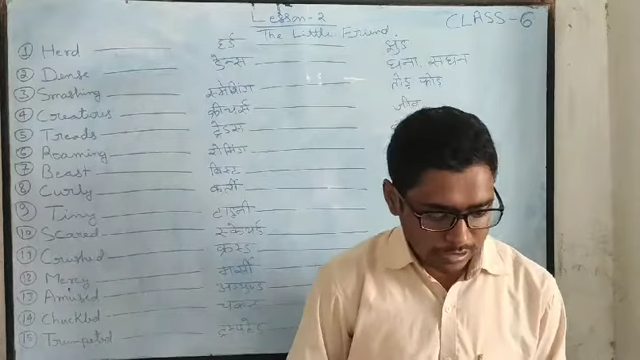 Lesson-2
CLASS-6
The Little Friend
① Herd हर्ड झुंड
② Dense डेन्स घना, सघन
③ Smashing स्मेशिंग तोड़ फोड़
④ Creatures क्रीचर्स जीव
⑤ Treads ट्रेडस
⑥ Roaming रोमिंग
⑦ Beast बिस्ट
⑧ Curly कर्ली
⑨ Tiny टाइनी
⑩ Scared स्केयर्ड
⑪ Crushed क्रस्ड
⑫ Mercy मर्सी
⑬ Amused
⑭ Chuckled
⑮ Trumpeted